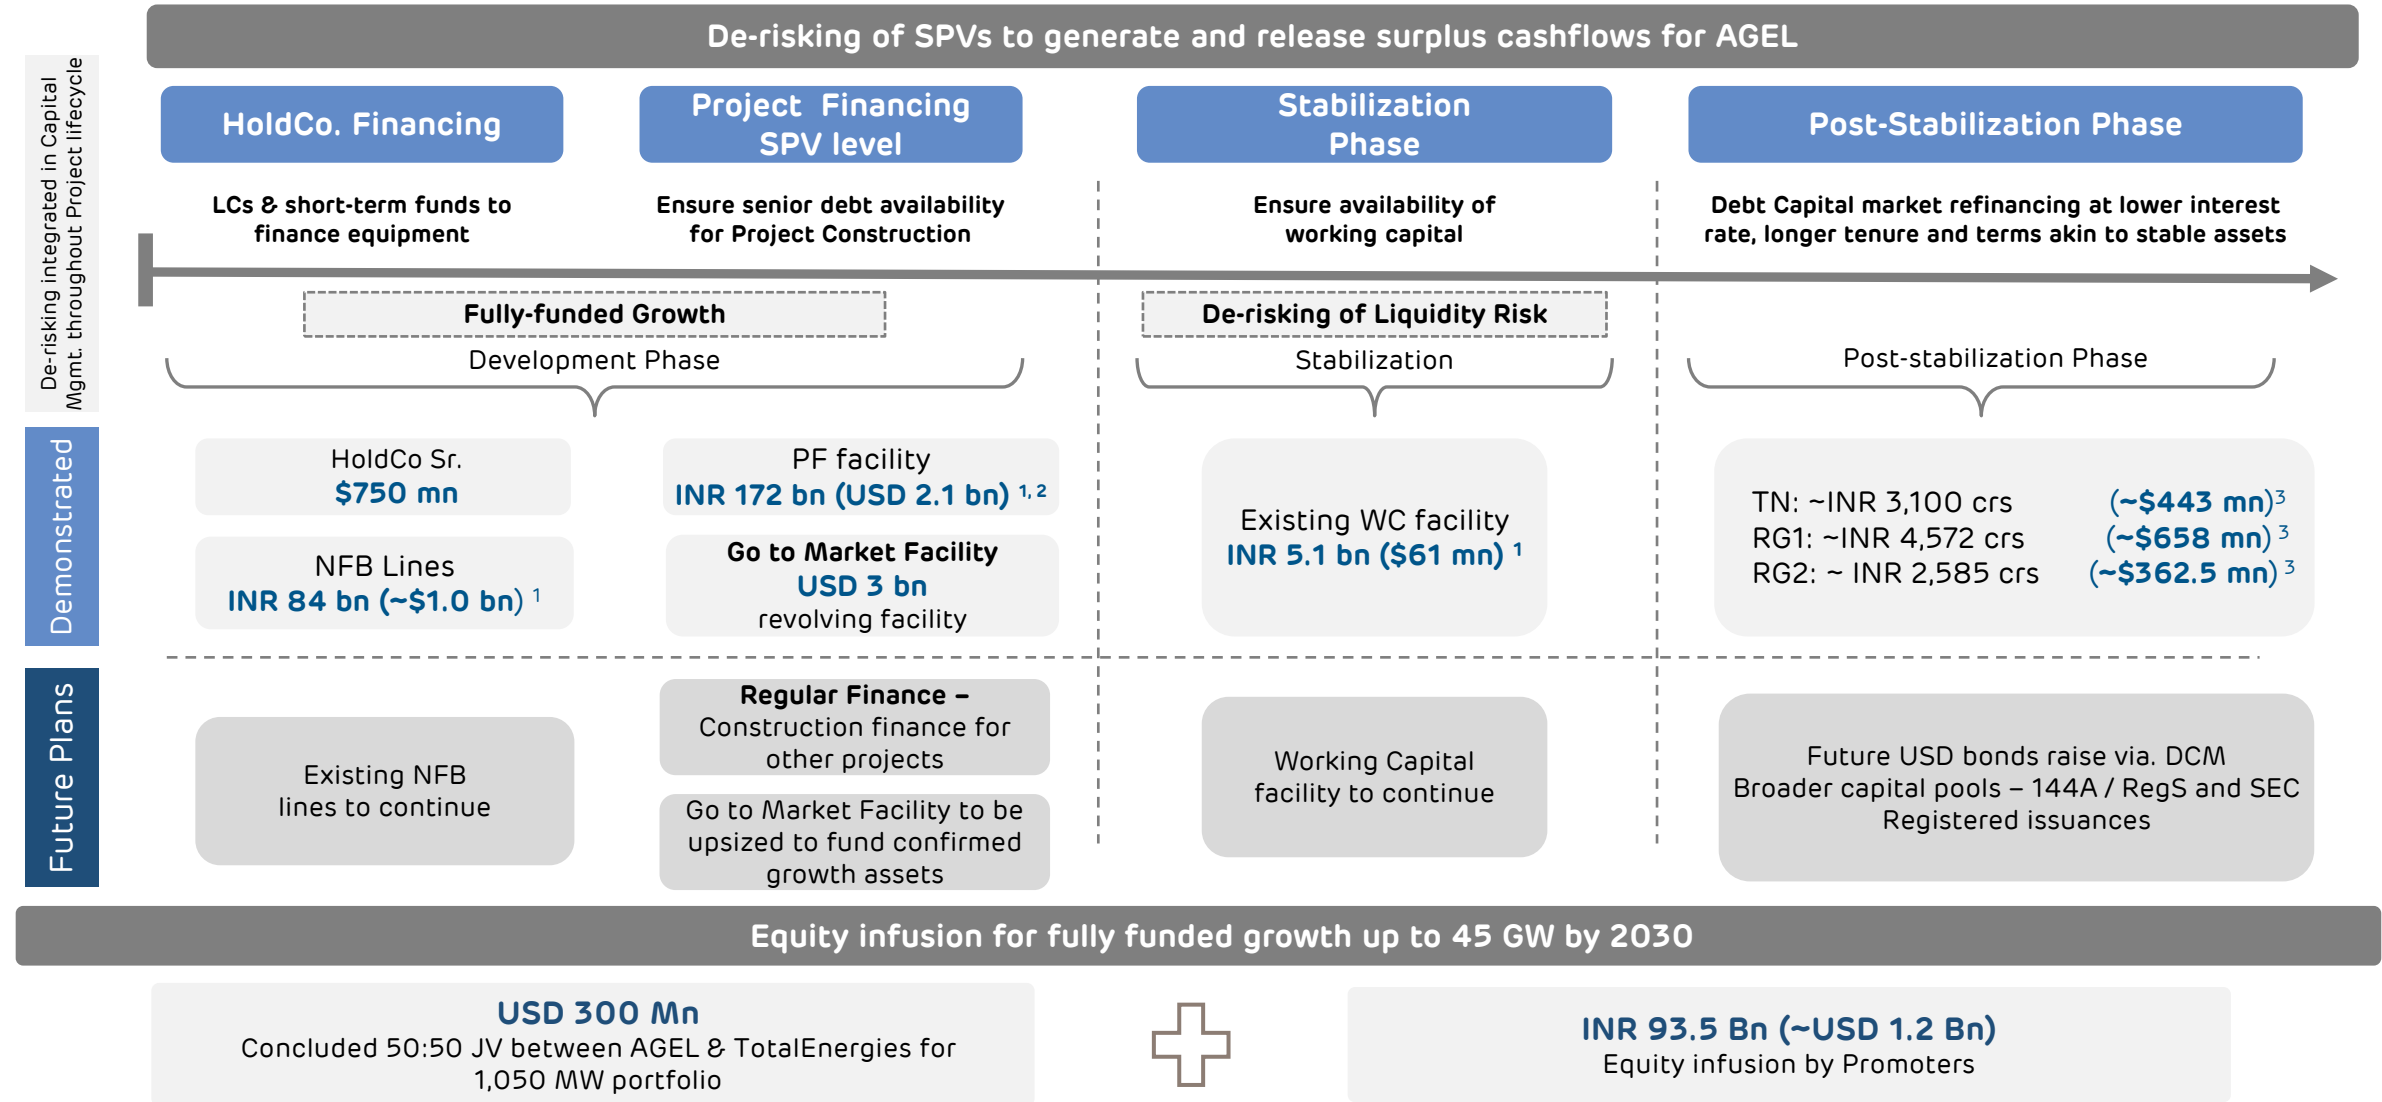 De-risking of SPVs to generate and release surplus cashflows for AGEL
De-risking integrated in Capital
Mgmt. throughout Project lifecycle
HoldCo. Financing
Project Financing
SPV level
Stabilization
Phase
Post-Stabilization Phase
LCs & short-term funds to
finance equipment
Ensure senior debt availability
for Project Construction
Ensure availability of
working capital
Debt Capital market refinancing at lower interest
rate, longer tenure and terms akin to stable assets
Fully-funded Growth
De-risking of Liquidity Risk
Development Phase
Stabilization
Post-stabilization Phase
Demonstrated
HoldCo Sr.
$750 mn
NFB Lines
INR 84 bn (~$1.0 bn) 1
PF facility
INR 172 bn (USD 2.1 bn) 1, 2
Go to Market Facility
USD 3 bn
revolving facility
Existing WC facility
INR 5.1 bn ($61 mn) 1
TN: ~INR 3,100 crs (~$443 mn)3
RG1: ~INR 4,572 crs (~$658 mn) 3
RG2: ~ INR 2,585 crs (~$362.5 mn) 3
Future Plans
Existing NFB
lines to continue
Regular Finance –
Construction finance for
other projects
Go to Market Facility to be
upsized to fund confirmed
growth assets
Working Capital
facility to continue
Future USD bonds raise via. DCM
Broader capital pools – 144A / RegS and SEC
Registered issuances
Equity infusion for fully funded growth up to 45 GW by 2030
USD 300 Mn
Concluded 50:50 JV between AGEL & TotalEnergies for
1,050 MW portfolio
INR 93.5 Bn (~USD 1.2 Bn)
Equity infusion by Promoters